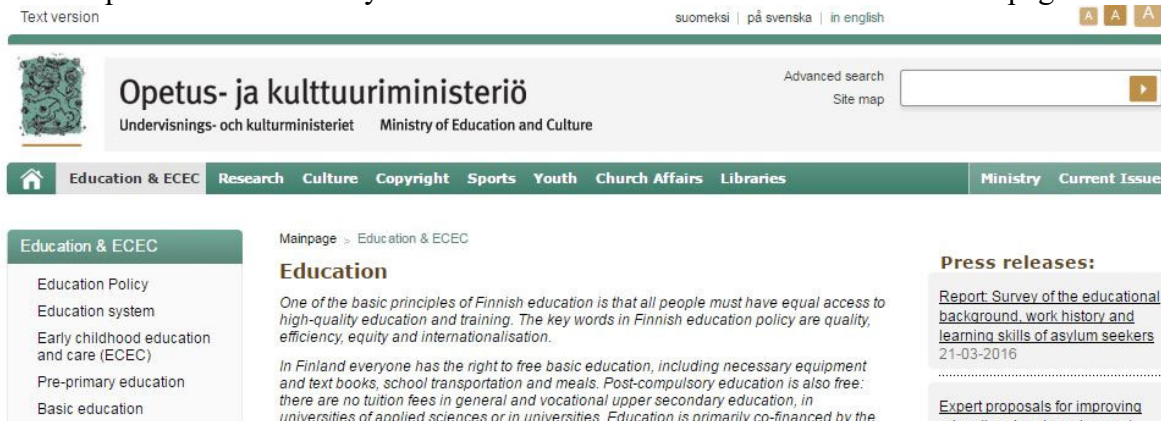 Text version
suomeksi | på svenska | in english
A A A
Opetus- ja kulttuuriministeriö
Undervisnings- och kulturministeriet Ministry of Education and Culture
Advanced search
Site map
Education & ECEC Research Culture Copyright Sports Youth Church Affairs Libraries Ministry Current Issue
Education & ECEC
Education Policy
Education system
Early childhood education
and care (ECEC)
Pre-primary education
Basic education
Mainpage > Education & ECEC
Education
One of the basic principles of Finnish education is that all people must have equal access to
high-quality education and training. The key words in Finnish education policy are quality,
efficiency, equity and internationalisation.
In Finland everyone has the right to free basic education, including necessary equipment
and text books, school transportation and meals. Post-compulsory education is also free:
there are no tuition fees in general and vocational upper secondary education, in
universities of applied sciences or in universities. Education is primarily co-financed by the
Press releases:
Report: Survey of the educational
background, work history and
learning skills of asylum seekers
21-03-2016
Expert proposals for improving